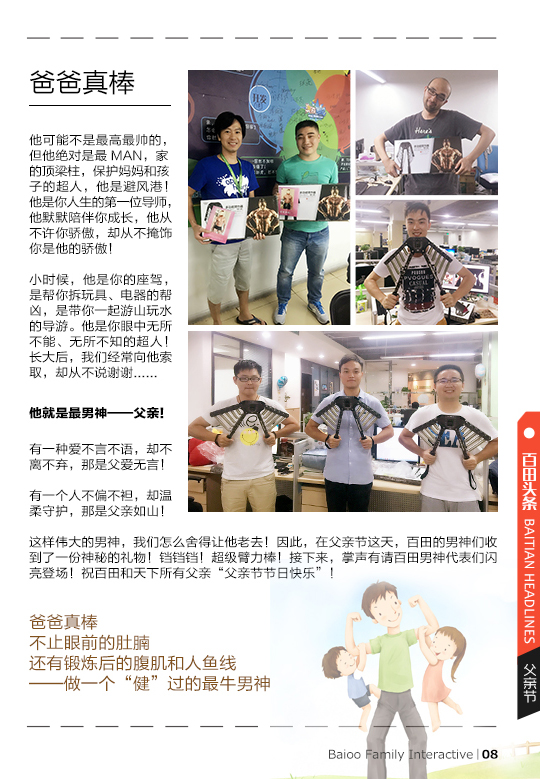 爸爸真棒
他可能不是最高最帅的，
但他绝对是最 MAN，家
的顶梁柱，保护妈妈和孩
子的超人，他是避风港！
他是你人生的第一位导师，
他默默陪伴你成长，他从
不许你骄傲，却从不掩饰
你是他的骄傲！
小时候，他是你的座驾，
是帮你拆玩具、电器的帮
凶，是带你一起游山玩水
的导游。他是你眼中无所
不能、无所不知的超人！
长大后，我们经常向他索
取，却从不说谢谢……
他就是最男神——父亲！
有一种爱不言不语，却不
离不弃，那是父爱无言！
有一个人不偏不袒，却温
柔守护，那是父亲如山！
这样伟大的男神，我们怎么舍得让他老去！因此，在父亲节这天，百田的男神们收
到了一份神秘的礼物！铛铛铛！超级臂力棒！接下来，掌声有请百田男神代表们闪
亮登场！祝百田和天下所有父亲“父亲节节日快乐”！
爸爸真棒
不止眼前的肚腩
还有锻炼后的腹肌和人鱼线
——做一个“健”过的最牛男神
百田头条 BAITIAN HEADLINES
父亲节
Baioo Family Interactive | 08